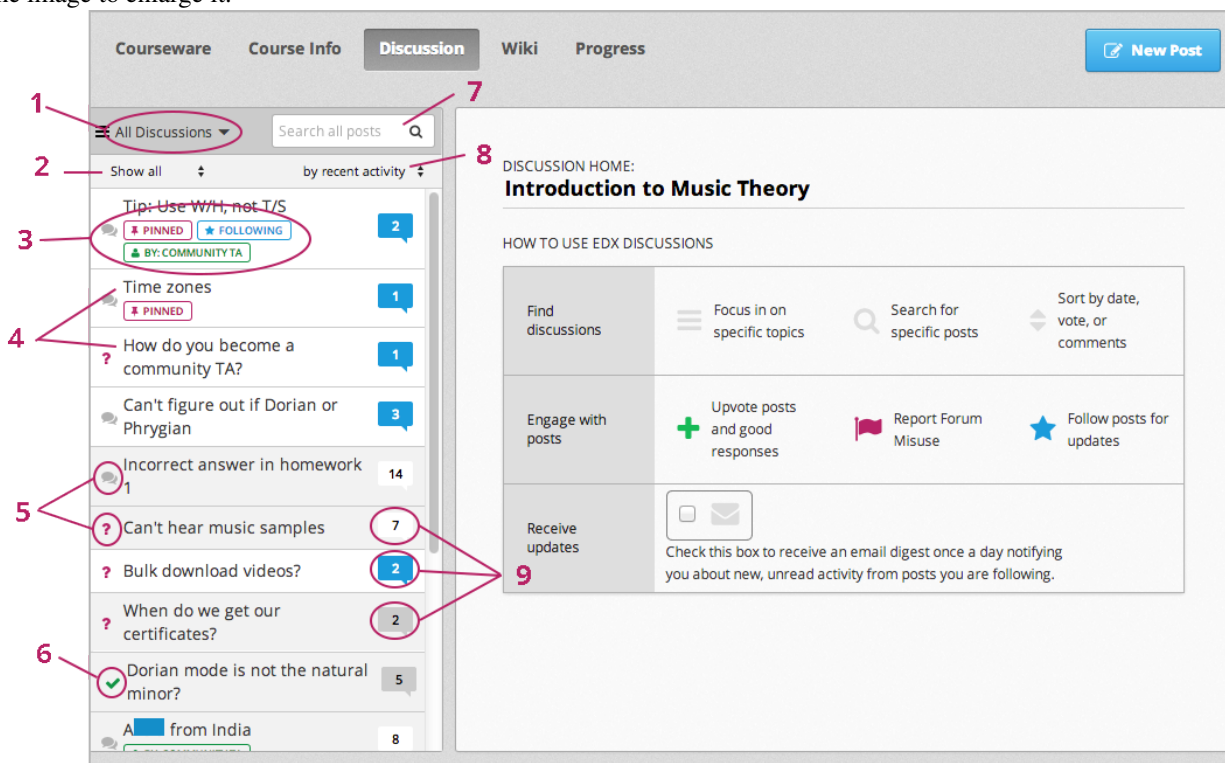 the image to enlarge it.
Courseware Course Info Discussion Wiki Progress New Post
1
7
All Discussions Search all posts
2
8
Show all by recent activity
3
Tip: Use W/H, not T/S
PINNED FOLLOWING
BY: COMMUNITY TA
2
4
Time zones
PINNED
1
How do you become a
community TA?
1
Can't figure out if Dorian or
Phrygian
3
5
Incorrect answer in homework
1
14
? Can't hear music samples 7
? Bulk download videos? 2
9
? When do we get our
certificates?
2
6
Dorian mode is not the natural
minor?
5
A from India
8
DISCUSSION HOME:
Introduction to Music Theory
HOW TO USE EDX DISCUSSIONS
Find
discussions
Focus in on
specific topics
Search for
specific posts
Sort by date,
vote, or
comments
Engage with
posts
Upvote posts
and good
responses
Report Forum
Misuse
Follow posts for
updates
Receive
updates
Check this box to receive an email digest once a day notifying
you about new, unread activity from posts you are following.